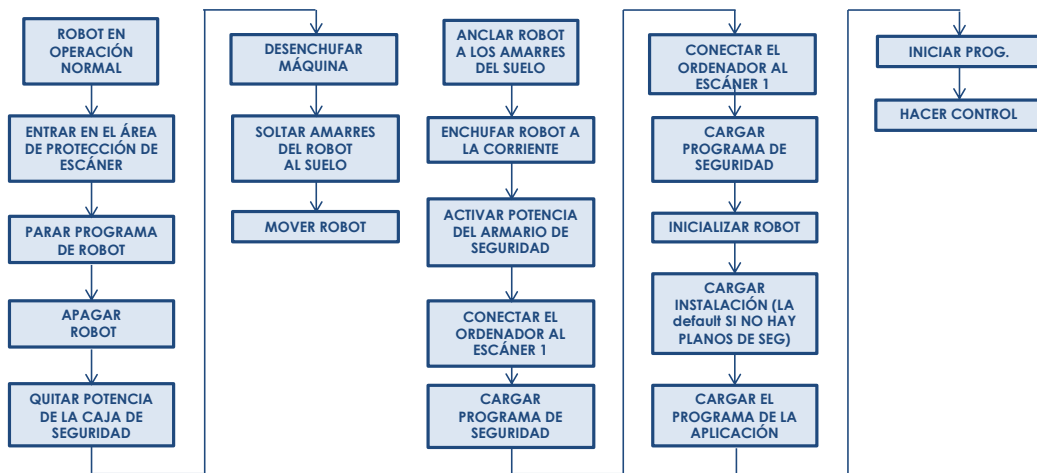 ROBOT EN
OPERACIÓN
NORMAL
ENTRAR EN EL ÁREA
DE PROTECCIÓN DE
ESCÁNER
PARAR PROGRAMA
DE ROBOT
APAGAR
ROBOT
QUITAR POTENCIA
DE LA CAJA DE
SEGURIDAD
DESENCHUFAR
MÁQUINA
SOLTAR AMARRES
DEL ROBOT
AL SUELO
MOVER ROBOT
ANCLAR ROBOT
A LOS AMARRES
DEL SUELO
ENCHUFAR ROBOT A
LA CORRIENTE
ACTIVAR POTENCIA
DEL ARMARIO DE
SEGURIDAD
CONECTAR EL
ORDENADOR AL
ESCÁNER 1
CARGAR
PROGRAMA DE
SEGURIDAD
CONECTAR EL
ORDENADOR AL
ESCÁNER 1
CARGAR
PROGRAMA DE
SEGURIDAD
INICIALIZAR ROBOT
CARGAR
INSTALACIÓN (LA
default SI NO HAY
PLANOS DE SEG)
CARGAR EL
PROGRAMA DE LA
APLICACIÓN
INICIAR PROG.
HACER CONTROL